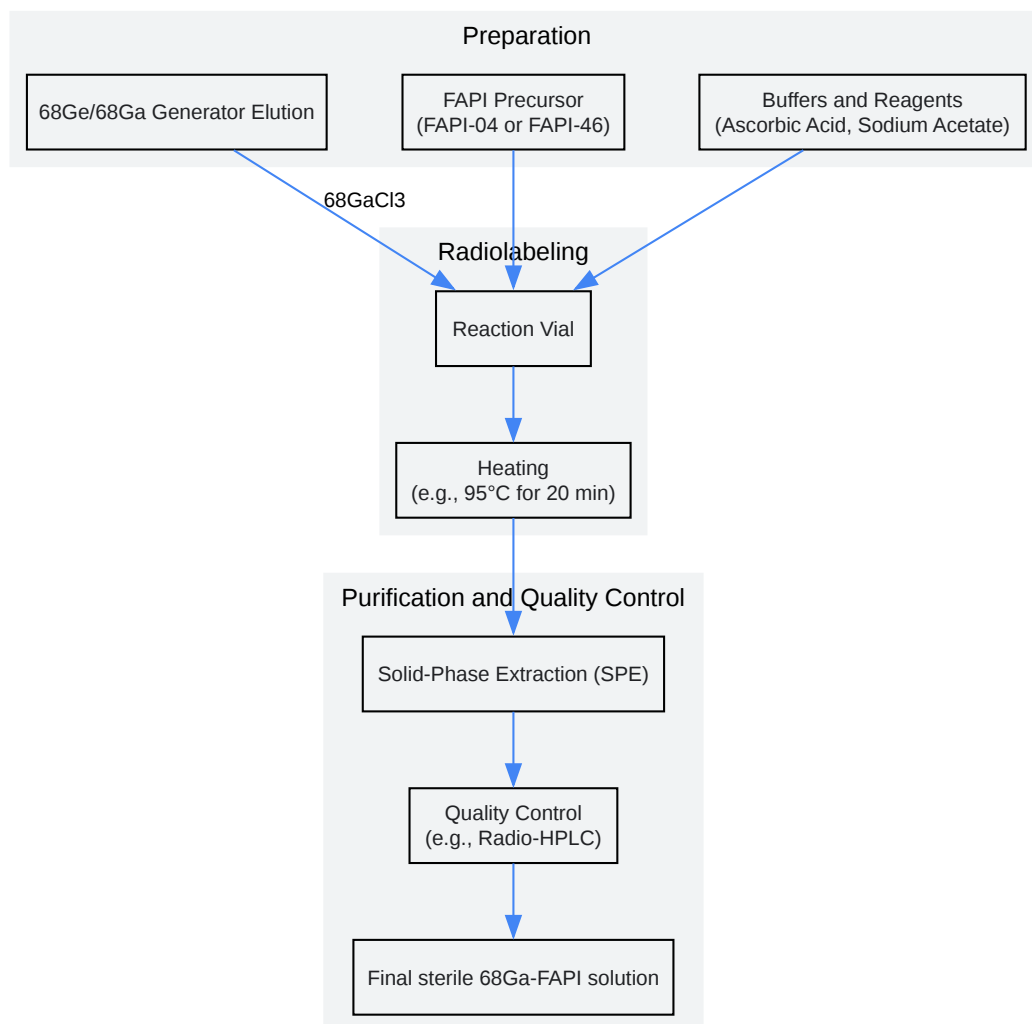 Preparation
68Ge/68Ga Generator Elution
FAPI Precursor
(FAPI-04 or FAPI-46)
Buffers and Reagents
(Ascorbic Acid, Sodium Acetate)
68GaCl3
Radiolabeling
Reaction Vial
Heating
(e.g., 95°C for 20 min)
Purification and Quality Control
Solid-Phase Extraction (SPE)
Quality Control
(e.g., Radio-HPLC)
Final sterile 68Ga-FAPI solution